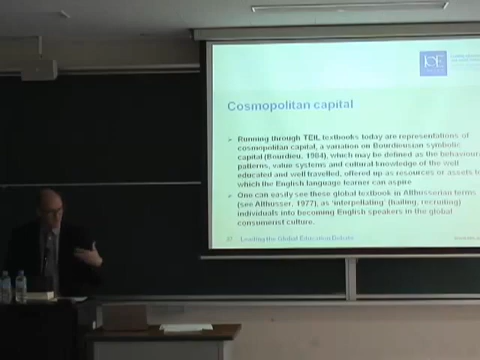 IOE
Cosmopolitan capital
Running through TEIL textbooks today are representations of
cosmopolitan capital, a variation on Bourdieusian symbolic
capital (Bourdieu, 1984), which may be defined as the behavioural
patterns, value systems and cultural knowledge of the well
educated and well travelled, offered up as resources or assets to
which the English language learner can aspire
One can easily see these global textbook in Althusserian terms
(see Althusser, 1977), as 'interpellating' (hailing, recruiting)
individuals into becoming English speakers in the global
consumerist culture.
Leading the Global Education Debate